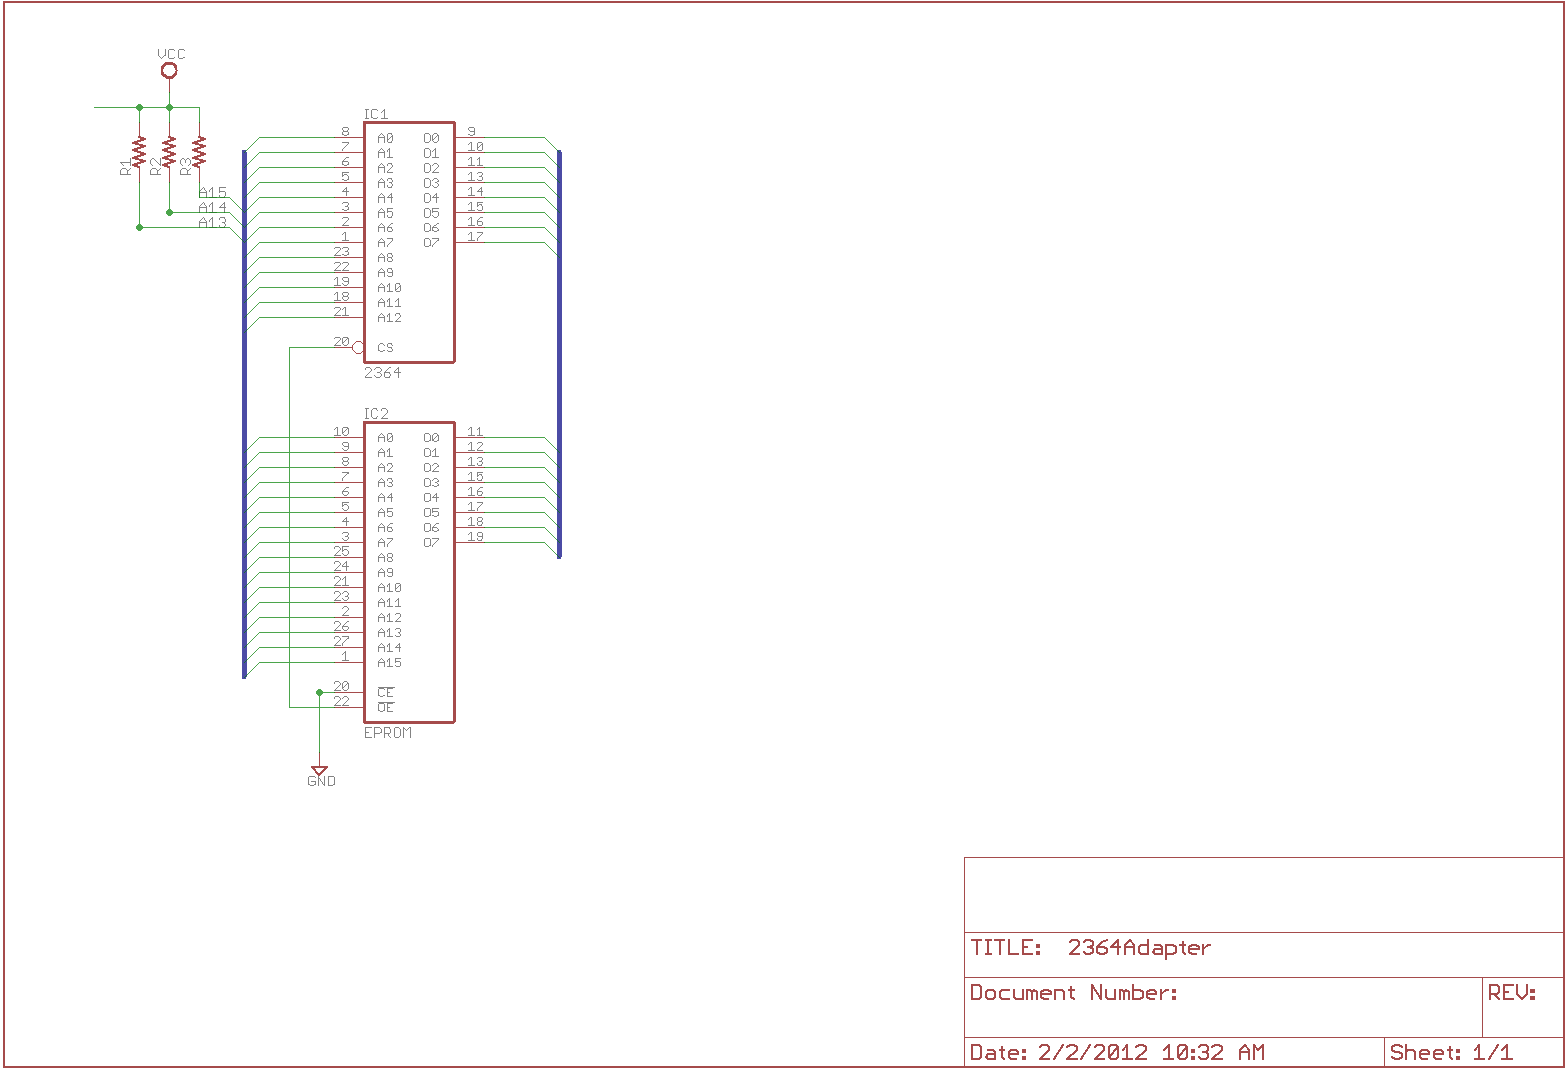 VCC
R1 R2 R3
A15
A14
A13
IC1
8 A0 O0 9
7 A1 O1 10
6 A2 O2 11
5 A3 O3 13
4 A4 O4 14
3 A5 O5 15
2 A6 O6 16
1 A7 O7 17
23 A8
22 A9
19 A10
18 A11
21 A12
20 CS
2364
IC2
10 A0 O0 11
9 A1 O1 12
8 A2 O2 13
7 A3 O3 15
6 A4 O4 16
5 A5 O5 17
4 A6 O6 18
3 A7 O7 19
25 A8
24 A9
21 A10
23 A11
2 A12
26 A13
27 A14
1 A15
20 CE
22 OE
EPROM
GND
TITLE: 2364Adapter
Document Number: REV:
Date: 2/2/2012 10:32 AM Sheet: 1/1